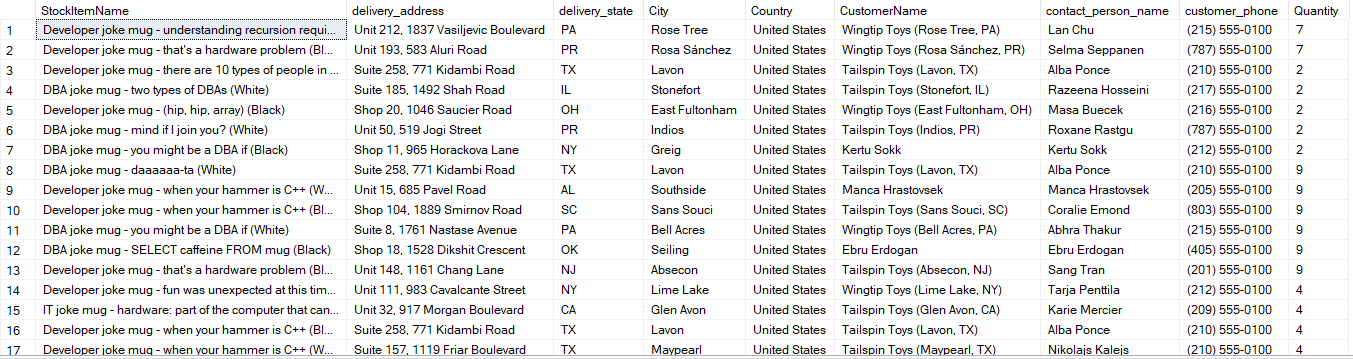 StockItemName delivery_address delivery_state City Country CustomerName contact_person_name customer_phone Quantity
1 Developer joke mug - understanding recursion requi... Unit 212, 1837 Vasiljevic Boulevard PA Rose Tree United States Wingtip Toys (Rose Tree, PA) Lan Chu (215) 555-0100 7
2 Developer joke mug - that's a hardware problem (Bl... Unit 193, 583 Aluri Road PR Rosa Sánchez United States Wingtip Toys (Rosa Sánchez, PR) Selma Seppanen (787) 555-0100 7
3 Developer joke mug - there are 10 types of people in ... Suite 258, 771 Kidambi Road TX Lavon United States Tailspin Toys (Lavon, TX) Alba Ponce (210) 555-0100 2
4 DBA joke mug - two types of DBAs (White) Suite 185, 1492 Shah Road IL Stonefort United States Tailspin Toys (Stonefort, IL) Razeena Hosseini (217) 555-0100 2
5 Developer joke mug - (hip, hip, array) (Black) Shop 20, 1046 Saucier Road OH East Fultonham United States Wingtip Toys (East Fultonham, OH) Masa Buecek (216) 555-0100 2
6 DBA joke mug - mind if I join you? (White) Unit 50, 519 Jogi Street PR Indios United States Tailspin Toys (Indios, PR) Roxane Rastgu (787) 555-0100 2
7 DBA joke mug - you might be a DBA if (Black) Shop 11, 965 Horackova Lane NY Greig United States Kertu Sokk Kertu Sokk (212) 555-0100 2
8 DBA joke mug - daaaaaa-ta (White) Suite 258, 771 Kidambi Road TX Lavon United States Tailspin Toys (Lavon, TX) Alba Ponce (210) 555-0100 9
9 Developer joke mug - when your hammer is C++ (W... Unit 15, 685 Pavel Road AL Southside United States Manca Hrastovsek Manca Hrastovsek (205) 555-0100 9
10 Developer joke mug - when your hammer is C++ (Bl... Shop 104, 1889 Smirnov Road SC Sans Souci United States Tailspin Toys (Sans Souci, SC) Coralie Emond (803) 555-0100 9
11 DBA joke mug - you might be a DBA if (White) Suite 8, 1761 Nastase Avenue PA Bell Acres United States Wingtip Toys (Bell Acres, PA) Abhra Thakur (215) 555-0100 9
12 DBA joke mug - SELECT caffeine FROM mug (Black) Shop 18, 1528 Dikshit Crescent OK Seiling United States Ebru Erdogan Ebru Erdogan (405) 555-0100 9
13 Developer joke mug - that's a hardware problem (Bl... Unit 148, 1161 Chang Lane NJ Absecon United States Tailspin Toys (Absecon, NJ) Sang Tran (201) 555-0100 9
14 Developer joke mug - fun was unexpected at this tim... Unit 111, 983 Cavalcante Street NY Lime Lake United States Wingtip Toys (Lime Lake, NY) Tarja Penttila (212) 555-0100 4
15 IT joke mug - hardware: part of the computer that can... Unit 32, 917 Morgan Boulevard CA Glen Avon United States Tailspin Toys (Glen Avon, CA) Karie Mercier (209) 555-0100 4
16 Developer joke mug - when your hammer is C++ (Bl... Suite 258, 771 Kidambi Road TX Lavon United States Tailspin Toys (Lavon, TX) Alba Ponce (210) 555-0100 4
17 Developer joke mug - when your hammer is C++ (W... Suite 157, 1119 Friar Boulevard TX Maypearl United States Tailspin Toys (Maypearl, TX) Nikolajs Kalejs (210) 555-0100 4